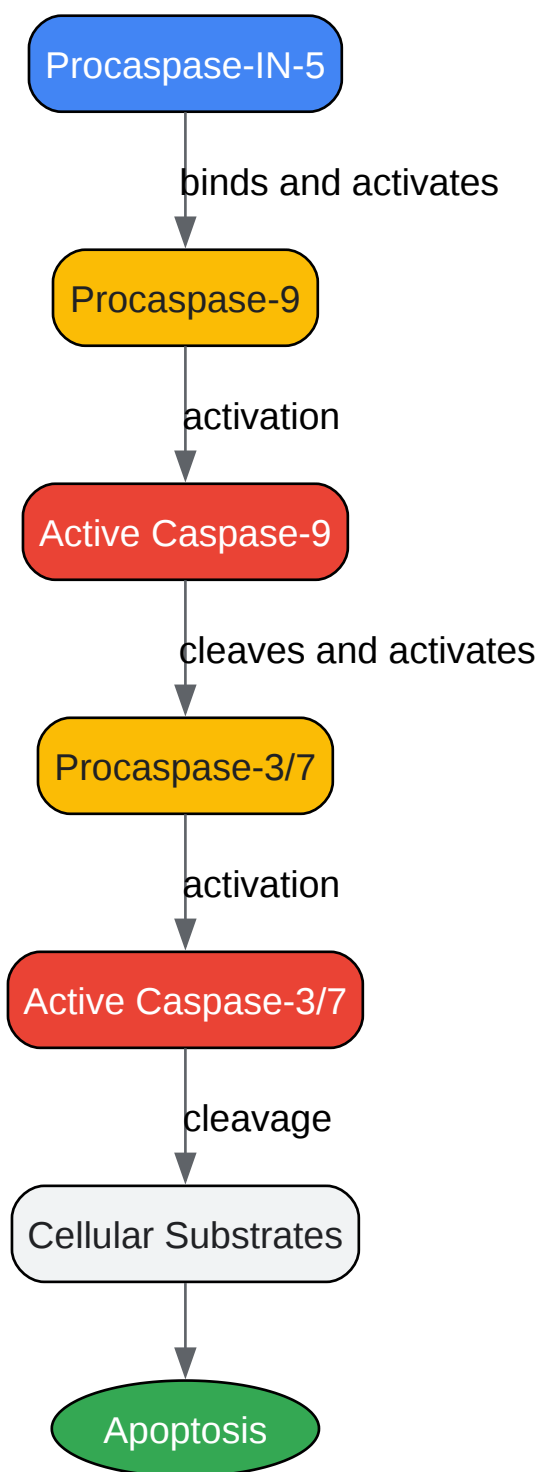 Procaspase-IN-5
binds and activates
Procaspase-9
activation
Active Caspase-9
cleaves and activates
Procaspase-3/7
activation
Active Caspase-3/7
cleavage
Cellular Substrates
Apoptosis